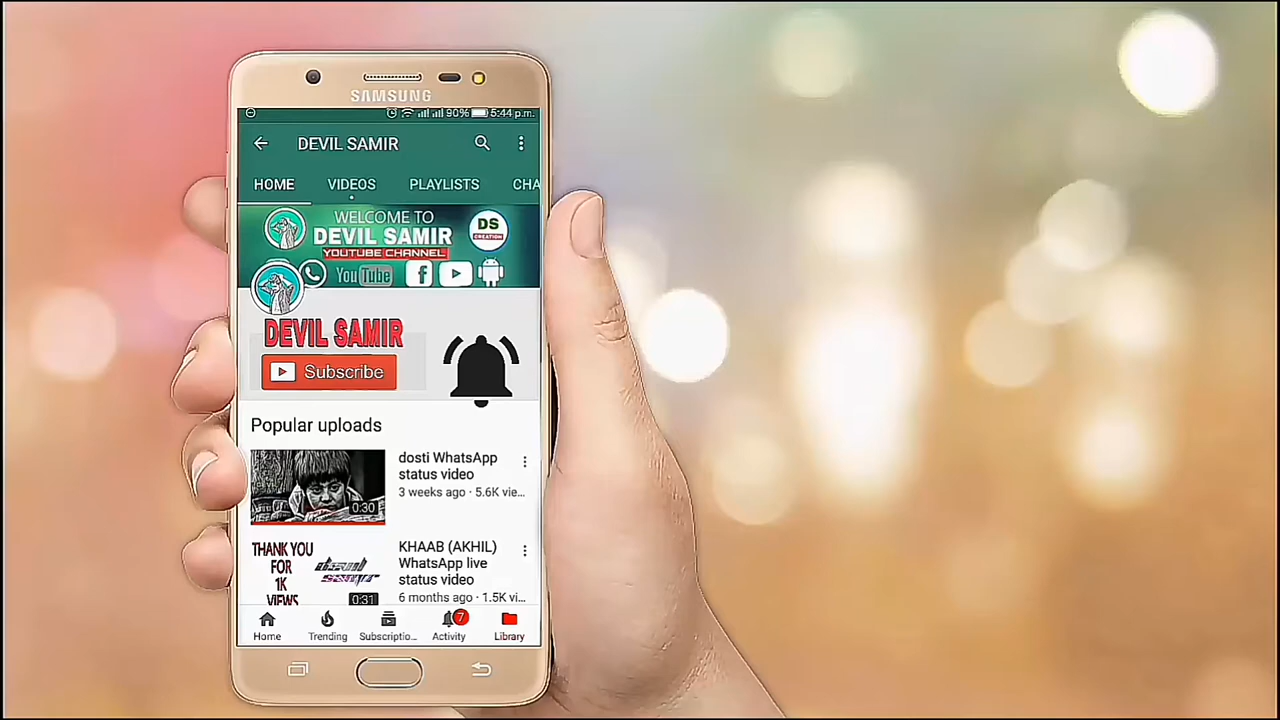 SAMSUNG
90% 5:44 p.m.
DEVIL SAMIR
HOME VIDEOS PLAYLISTS CHA
WELCOME TO
DEVIL SAMIR
YOUTUBE CHANNEL
DS
CREATION
YouTube
DEVIL SAMIR
Subscribe
Popular uploads
dosti WhatsApp
status video
3 weeks ago · 5.6K vie...
0:30
THANK YOU
FOR
1K
VIEWS
devil
samir
0:31
KHAAB (AKHIL)
WhatsApp live
status video
6 months ago · 1.5K vi...
7
Home Trending Subscriptio... Activity Library